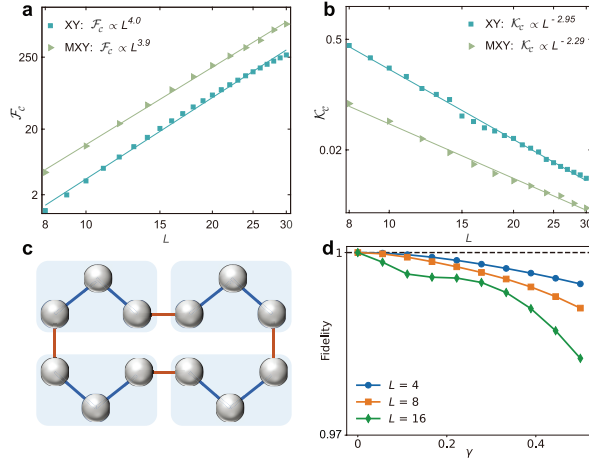 a
XY: 𝓕c ∝ L^4.0
MXY: 𝓕c ∝ L^3.9
250
20
2
𝓕c
8 10 15 20 25 30
L
b
XY: 𝒦c ∝ L^-2.95
MXY: 𝒦c ∝ L^-2.29
0.5
0.02
𝒦c
8 10 15 20 25 30
L
c
d
1
0.97
Fidelity
L = 4
L = 8
L = 16
0 0.2 0.4
γ